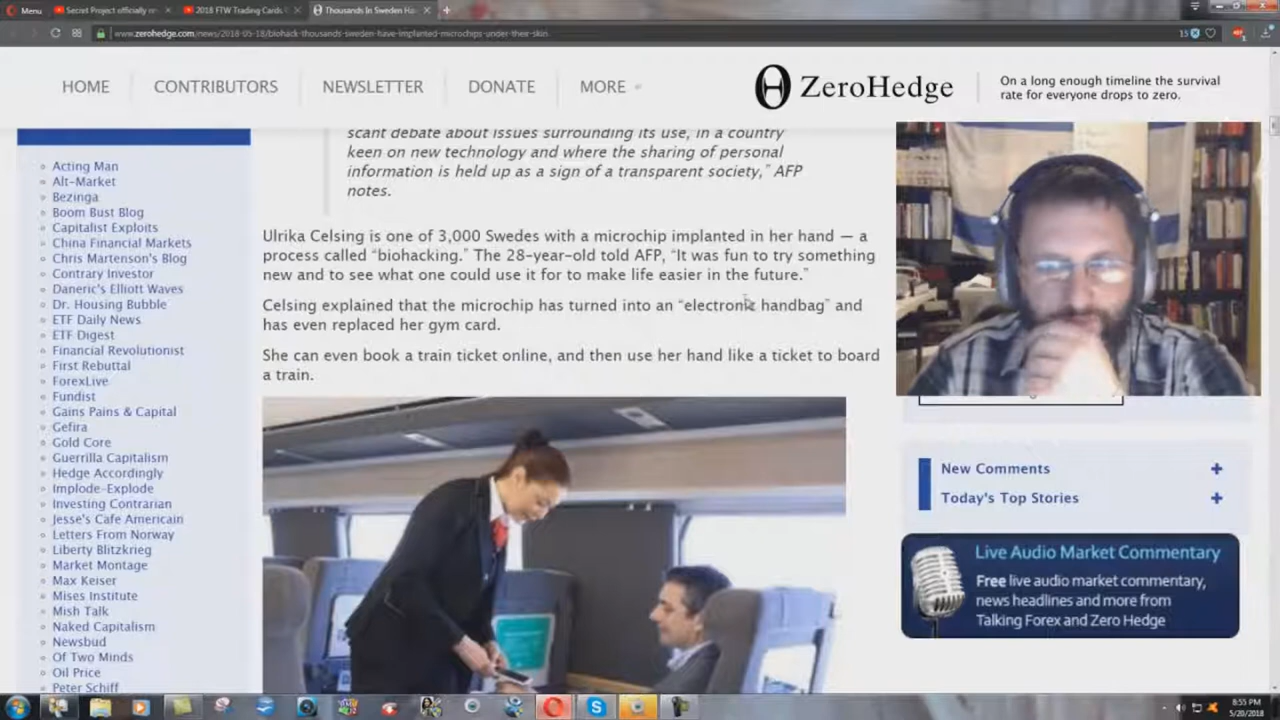 Menu
Secret Project officially re
2018 FTW Trading Cards
Thousands In Sweden Ha
www.zerohedge.com/news/2018-05-18/biohack-thousands-sweden-have-implanted-microchips-under-their-skin
15
HOME
CONTRIBUTORS
NEWSLETTER
DONATE
MORE
ZeroHedge
On a long enough timeline the survival
rate for everyone drops to zero.
Acting Man
Alt-Market
Bezinga
Boom Bust Blog
Capitalist Exploits
China Financial Markets
Chris Martenson's Blog
Contrary Investor
Daneric's Elliott Waves
Dr. Housing Bubble
ETF Daily News
ETF Digest
Financial Revolutionist
First Rebuttal
ForexLive
Fundist
Gains Pains & Capital
Gefira
Gold Core
Guerrilla Capitalism
Hedge Accordingly
Implode-Explode
Investing Contrarian
Jesse's Cafe Americain
Letters From Norway
Liberty Blitzkrieg
Market Montage
Max Keiser
Mises Institute
Mish Talk
Naked Capitalism
Newsbud
Of Two Minds
Oil Price
Peter Schiff
scant debate about issues surrounding its use, in a country
keen on new technology and where the sharing of personal
information is held up as a sign of a transparent society,” AFP
notes.
Ulrika Celsing is one of 3,000 Swedes with a microchip implanted in her hand — a
process called “biohacking.” The 28-year-old told AFP, “It was fun to try something
new and to see what one could use it for to make life easier in the future.”
Celsing explained that the microchip has turned into an “electronic handbag” and
has even replaced her gym card.
She can even book a train ticket online, and then use her hand like a ticket to board
a train.
New Comments
Today's Top Stories
Live Audio Market Commentary
Free live audio market commentary,
news headlines and more from
Talking Forex and Zero Hedge
8:55 PM
5/20/2018